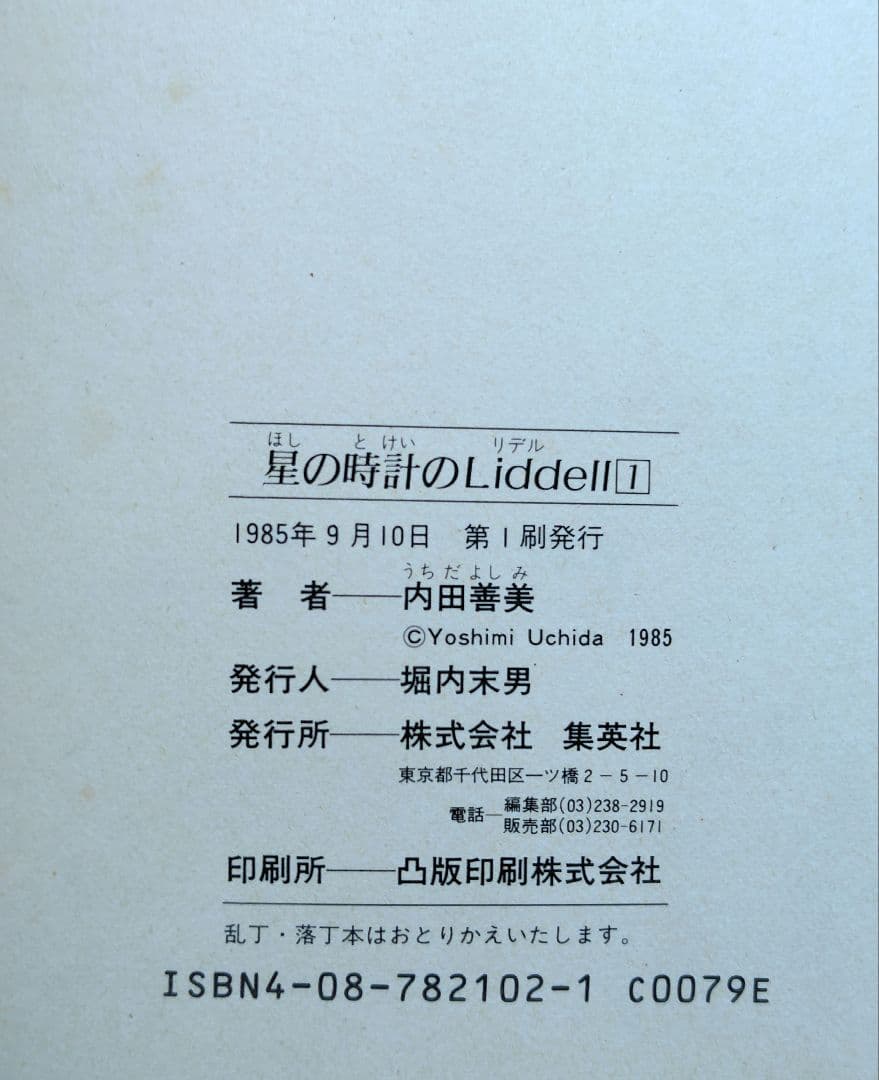 ほし と けい リデル
星の時計のLiddell1
1985年9月10日 第1刷発行
うち だ よし み
著 者――内田善美
©Yoshimi Uchida 1985
発行人――堀内末男
発行所――株式会社 集英社
東京都千代田区一ツ橋2-5-10
電話―編集部(03)238-2919
販売部(03)230-6171
印刷所――凸版印刷株式会社
乱丁・落丁本はおとりかえいたします。
ISBN4-08-782102-1 C0079E